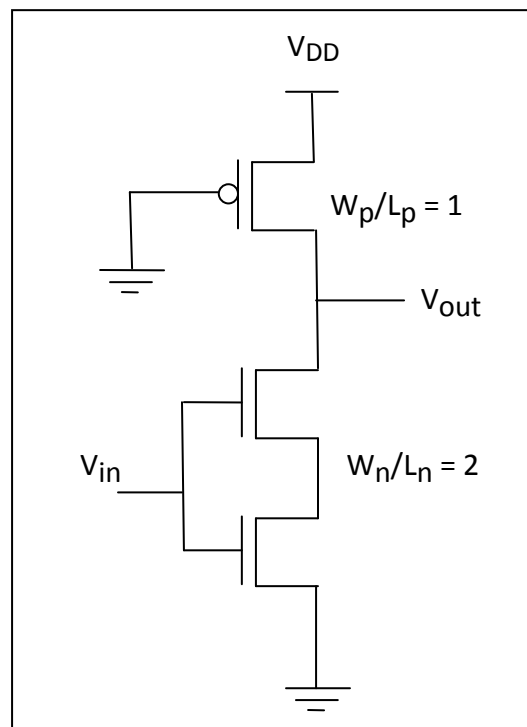 VDD
Wp/Lp = 1
Vout
Vin
Wn/Ln = 2